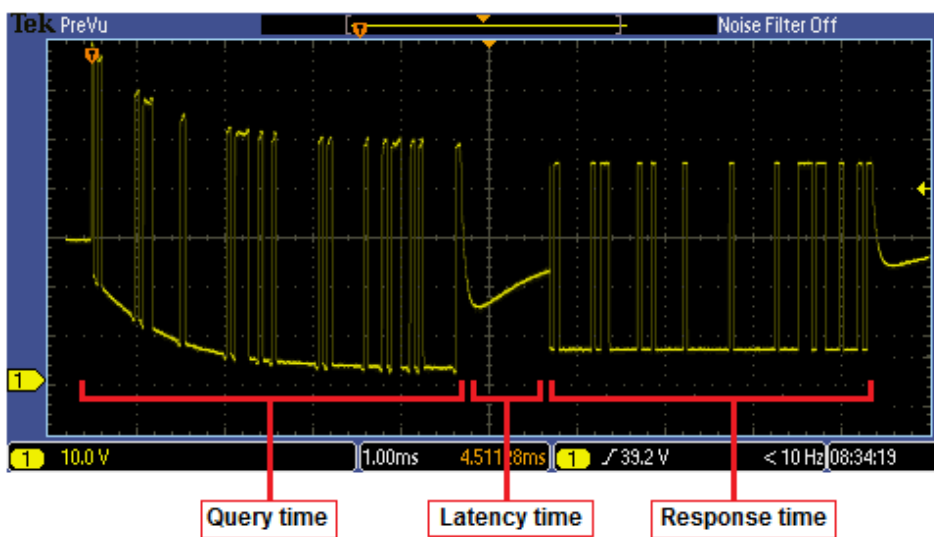 Tek PreVu Noise Filter Off
T
T
1
1 10.0 V 1.00ms 4.51128ms 1 39.2 V < 10 Hz 08:34:19
Query time Latency time Response time